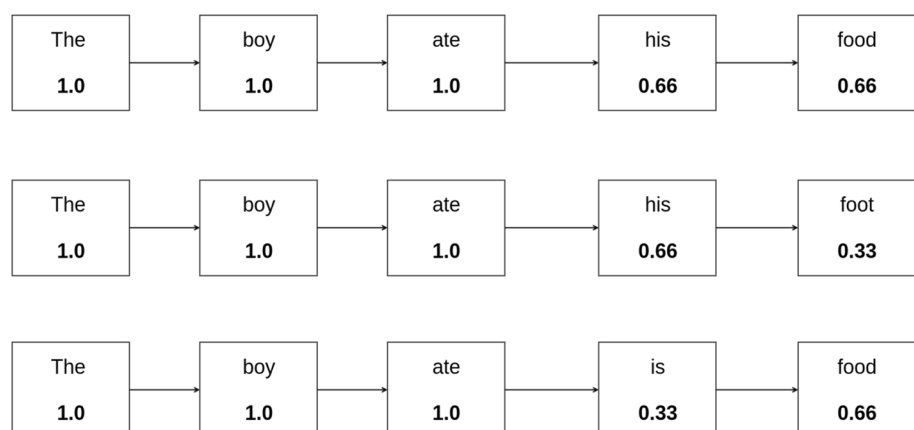 The boy ate his food
1.0 1.0 1.0 0.66 0.66
The boy ate his foot
1.0 1.0 1.0 0.66 0.33
The boy ate is food
1.0 1.0 1.0 0.33 0.66